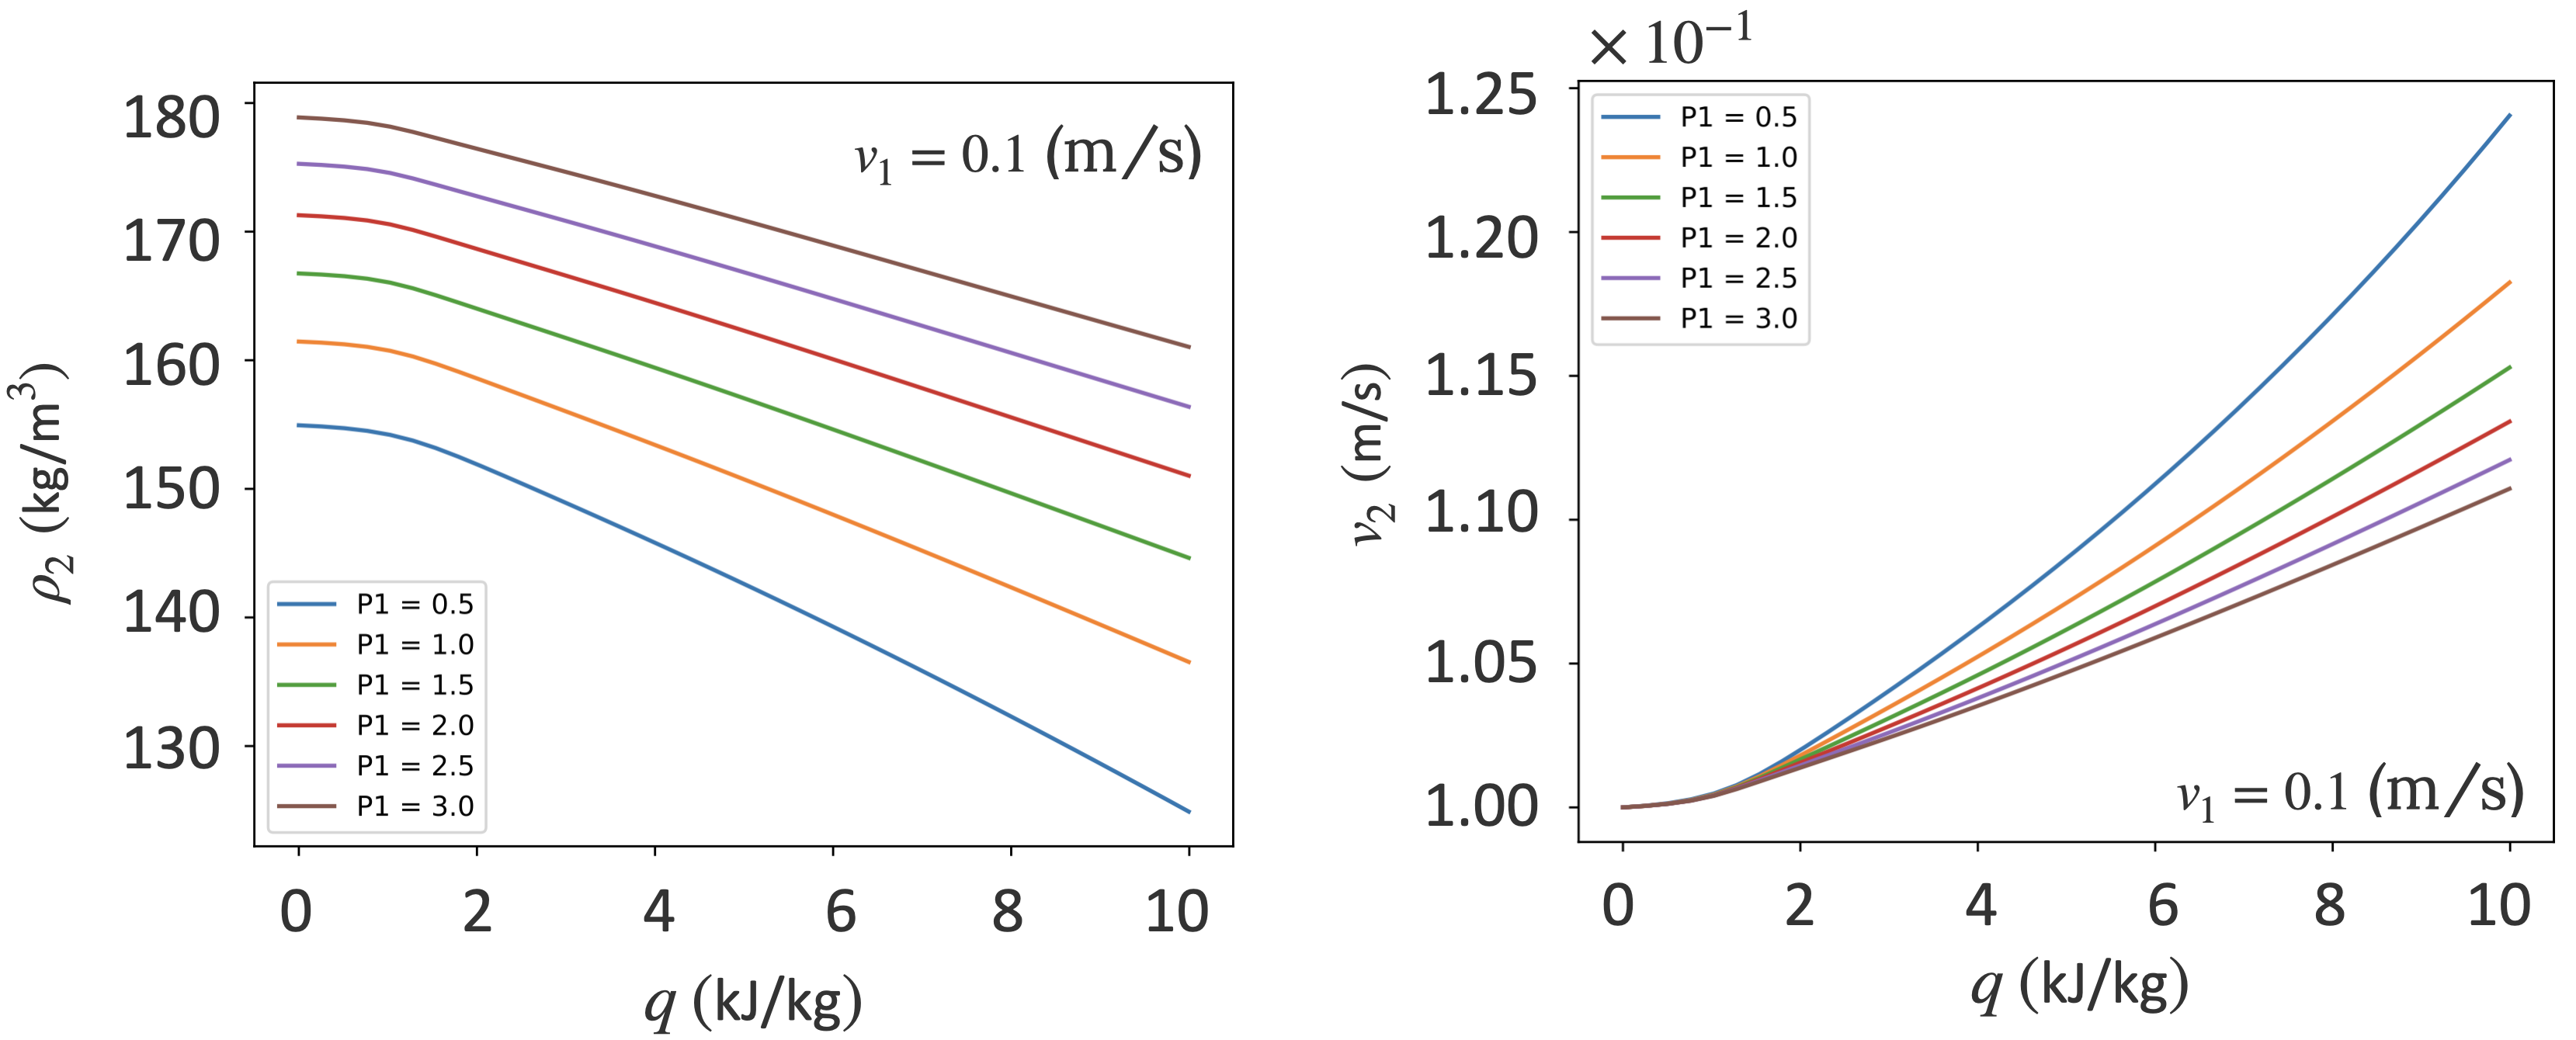 180
170
160
150
140
130
ρ₂ (kg/m³)
v₁ = 0.1 (m/s)
P1 = 0.5
P1 = 1.0
P1 = 1.5
P1 = 2.0
P1 = 2.5
P1 = 3.0
0 2 4 6 8 10
q (kJ/kg)
× 10⁻¹
1.25
1.20
1.15
1.10
1.05
1.00
v₂ (m/s)
P1 = 0.5
P1 = 1.0
P1 = 1.5
P1 = 2.0
P1 = 2.5
P1 = 3.0
v₁ = 0.1 (m/s)
0 2 4 6 8 10
q (kJ/kg)